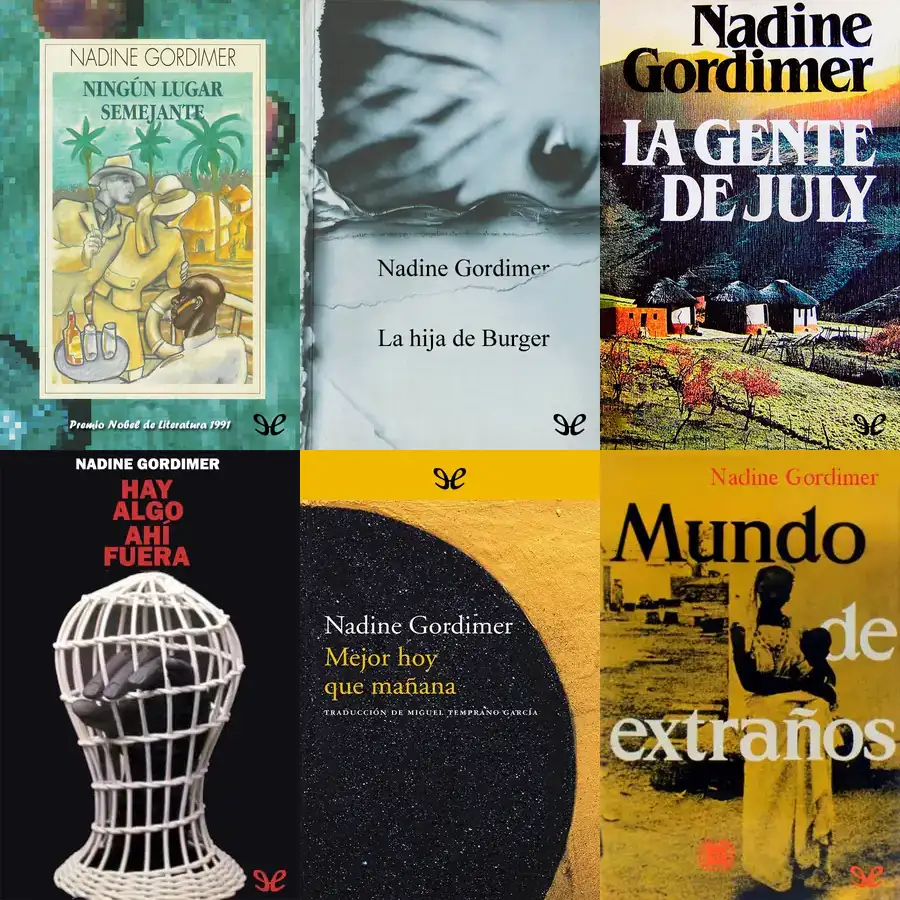 NADINE GORDIMER
NINGÚN LUGAR
SEMEJANTE
Premio Nobel de Literatura 1991
Nadine Gordimer
La hija de Burger
Nadine
Gordimer
LA GENTE
DE JULY
NADINE GORDIMER
HAY
ALGO
AHÍ
FUERA
Nadine Gordimer
Mejor hoy
que mañana
TRADUCCIÓN DE MIGUEL TEMPRANO GARCÍA
Nadine Gordimer
Mundo
de
extraños